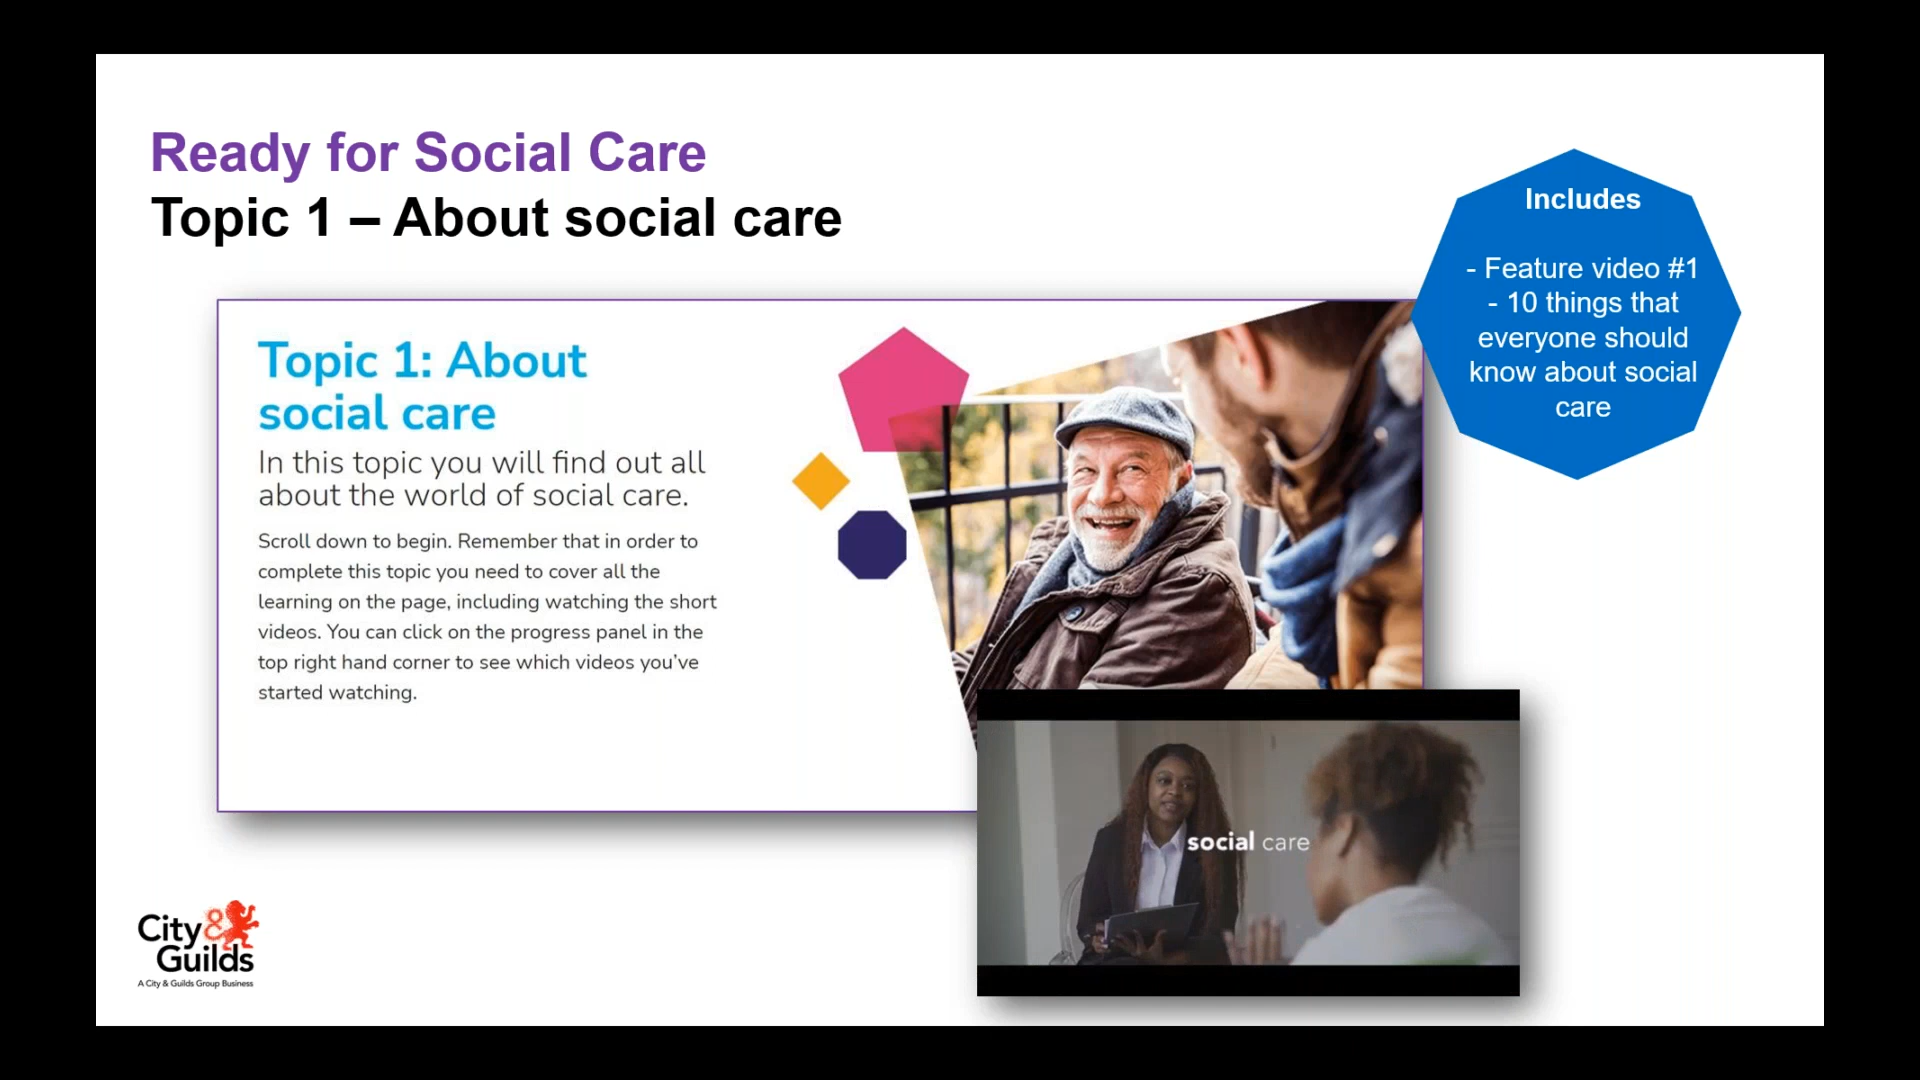 Ready for Social Care
Topic 1 – About social care
Includes
- Feature video #1
- 10 things that
everyone should
know about social
care
Topic 1: About
social care
In this topic you will find out all
about the world of social care.
Scroll down to begin. Remember that in order to
complete this topic you need to cover all the
learning on the page, including watching the short
videos. You can click on the progress panel in the
top right hand corner to see which videos you’ve
started watching.
social care
City &
Guilds
A City & Guilds Group Business